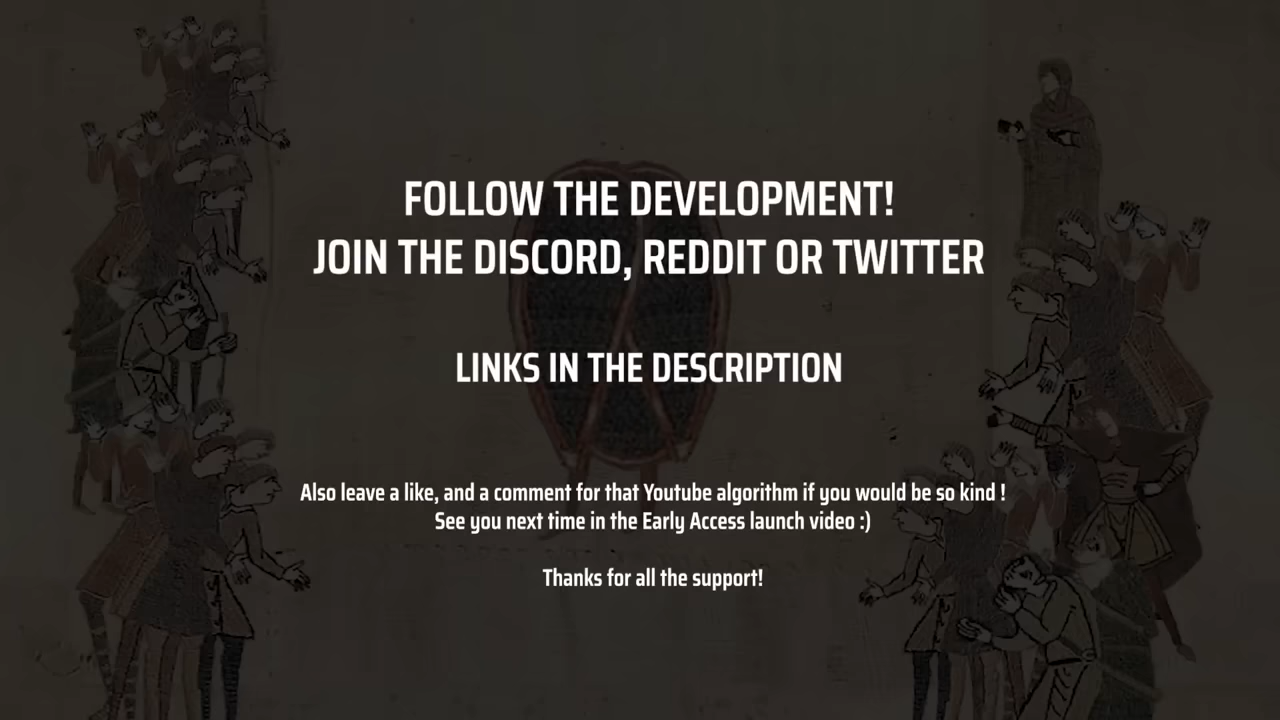 FOLLOW THE DEVELOPMENT!
JOIN THE DISCORD, REDDIT OR TWITTER
LINKS IN THE DESCRIPTION
Also leave a like, and a comment for that Youtube algorithm if you would be so kind !
See you next time in the Early Access launch video :)
Thanks for all the support!